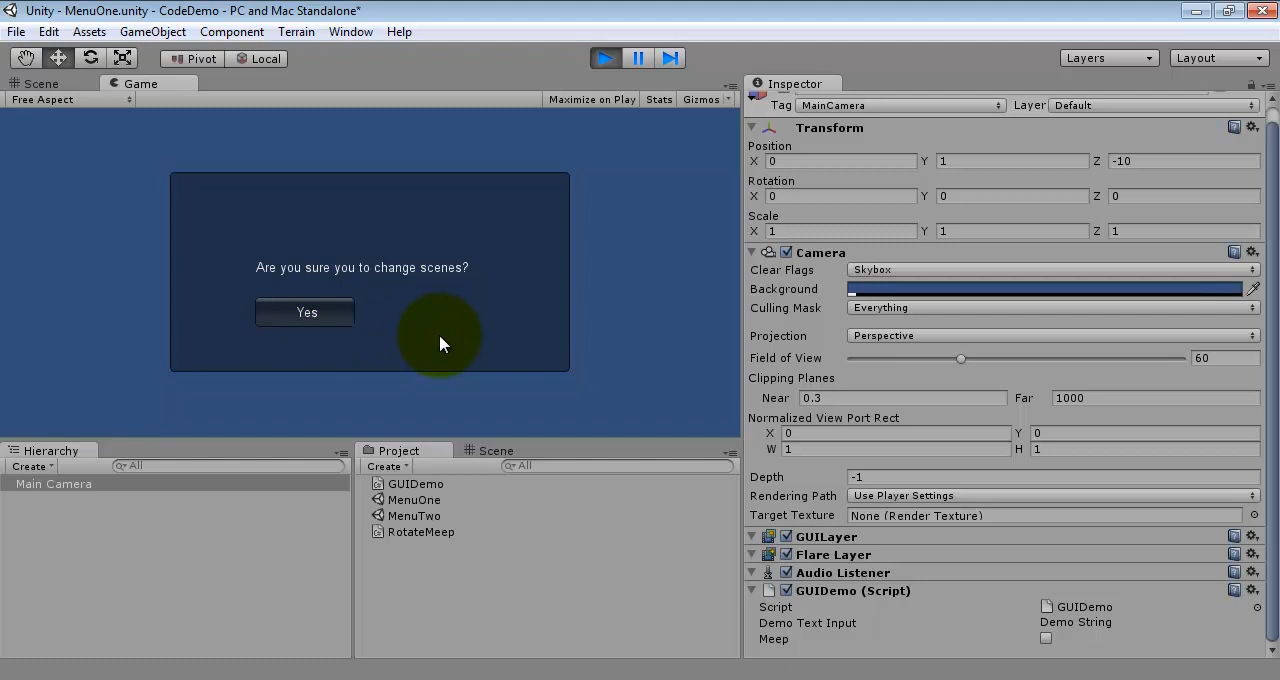 Unity - MenuOne.unity - CodeDemo - PC and Mac Standalone*
File Edit Assets GameObject Component Terrain Window Help
Pivot Local Layers Layout
Scene Game
Free Aspect Maximize on Play Stats Gizmos
Are you sure you to change scenes?
Yes
Hierarchy
Create All
Main Camera
Project Scene
Create All
GUIDemo
MenuOne
MenuTwo
RotateMeep
Inspector
Tag MainCamera Layer Default
Transform
Position
X 0 Y 1 Z -10
Rotation
X 0 Y 0 Z 0
Scale
X 1 Y 1 Z 1
Camera
Clear Flags Skybox
Background
Culling Mask Everything
Projection Perspective
Field of View 60
Clipping Planes
Near 0.3 Far 1000
Normalized View Port Rect
X 0 Y 0
W 1 H 1
Depth -1
Rendering Path Use Player Settings
Target Texture None (Render Texture)
GUILayer
Flare Layer
Audio Listener
GUIDemo (Script)
Script GUIDemo
Demo Text Input Demo String
Meep